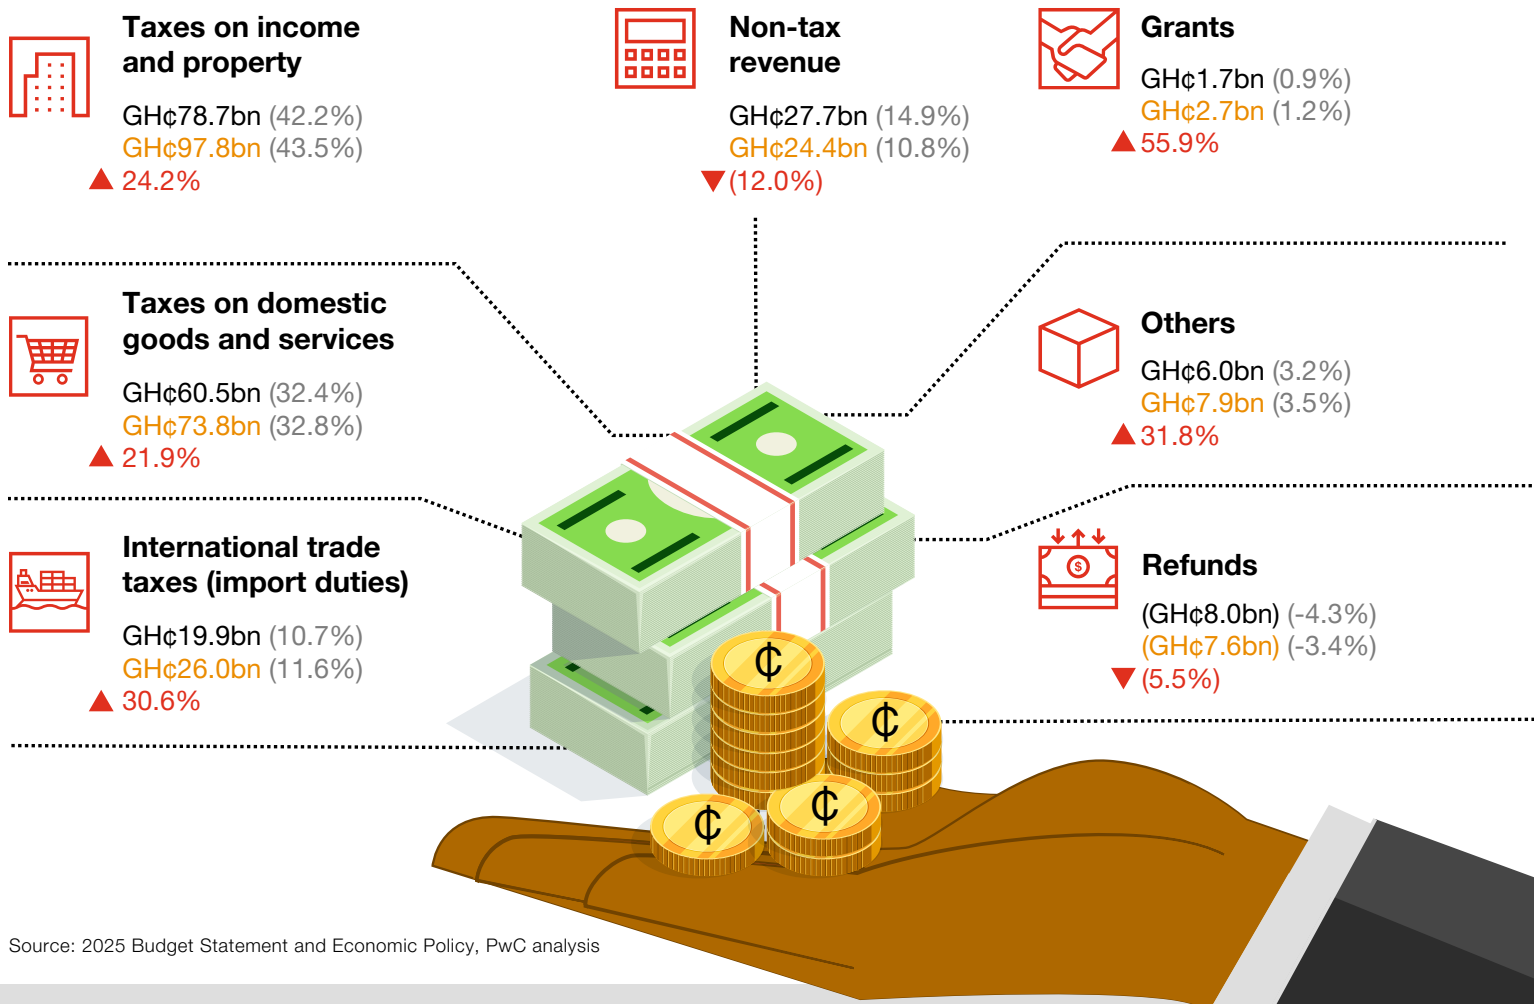 Taxes on income
and property
GH¢78.7bn (42.2%)
GH¢97.8bn (43.5%)
24.2%
Non-tax
revenue
GH¢27.7bn (14.9%)
GH¢24.4bn (10.8%)
(12.0%)
Grants
GH¢1.7bn (0.9%)
GH¢2.7bn (1.2%)
55.9%
Taxes on domestic
goods and services
GH¢60.5bn (32.4%)
GH¢73.8bn (32.8%)
21.9%
Others
GH¢6.0bn (3.2%)
GH¢7.9bn (3.5%)
31.8%
International trade
taxes (import duties)
GH¢19.9bn (10.7%)
GH¢26.0bn (11.6%)
30.6%
$
Refunds
(GH¢8.0bn) (-4.3%)
(GH¢7.6bn) (-3.4%)
(5.5%)
₵
₵
₵
₵
Source: 2025 Budget Statement and Economic Policy, PwC analysis